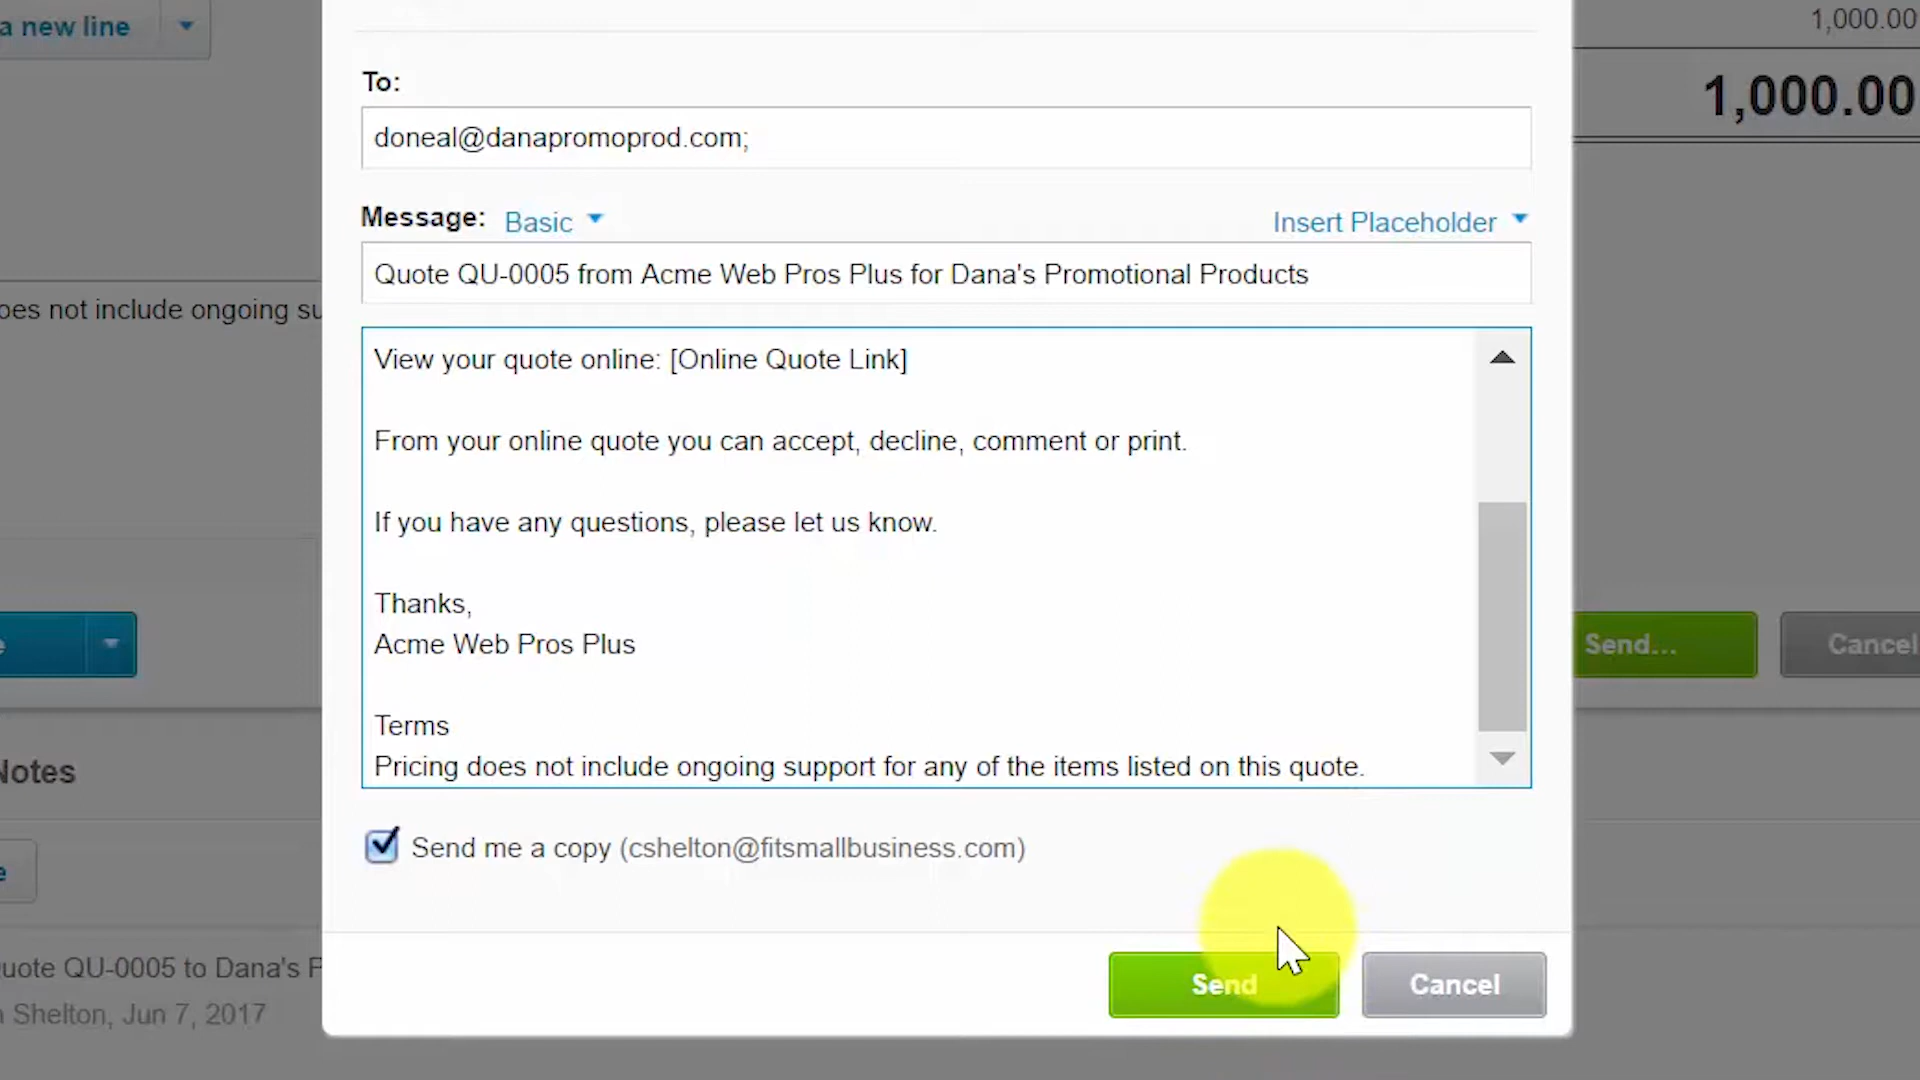 a new line
1,000.00
1,000.00
To:
doneal@danapromoprod.com;
Message: Basic
Insert Placeholder
Quote QU-0005 from Acme Web Pros Plus for Dana's Promotional Products
oes not include ongoing su
View your quote online: [Online Quote Link]
From your online quote you can accept, decline, comment or print.
If you have any questions, please let us know.
Thanks,
Acme Web Pros Plus
Send...
Cancel
Terms
Pricing does not include ongoing support for any of the items listed on this quote.
Notes
Send me a copy (cshelton@fitsmallbusiness.com)
uote QU-0005 to Dana's P
Send
Cancel
Shelton, Jun 7, 2017